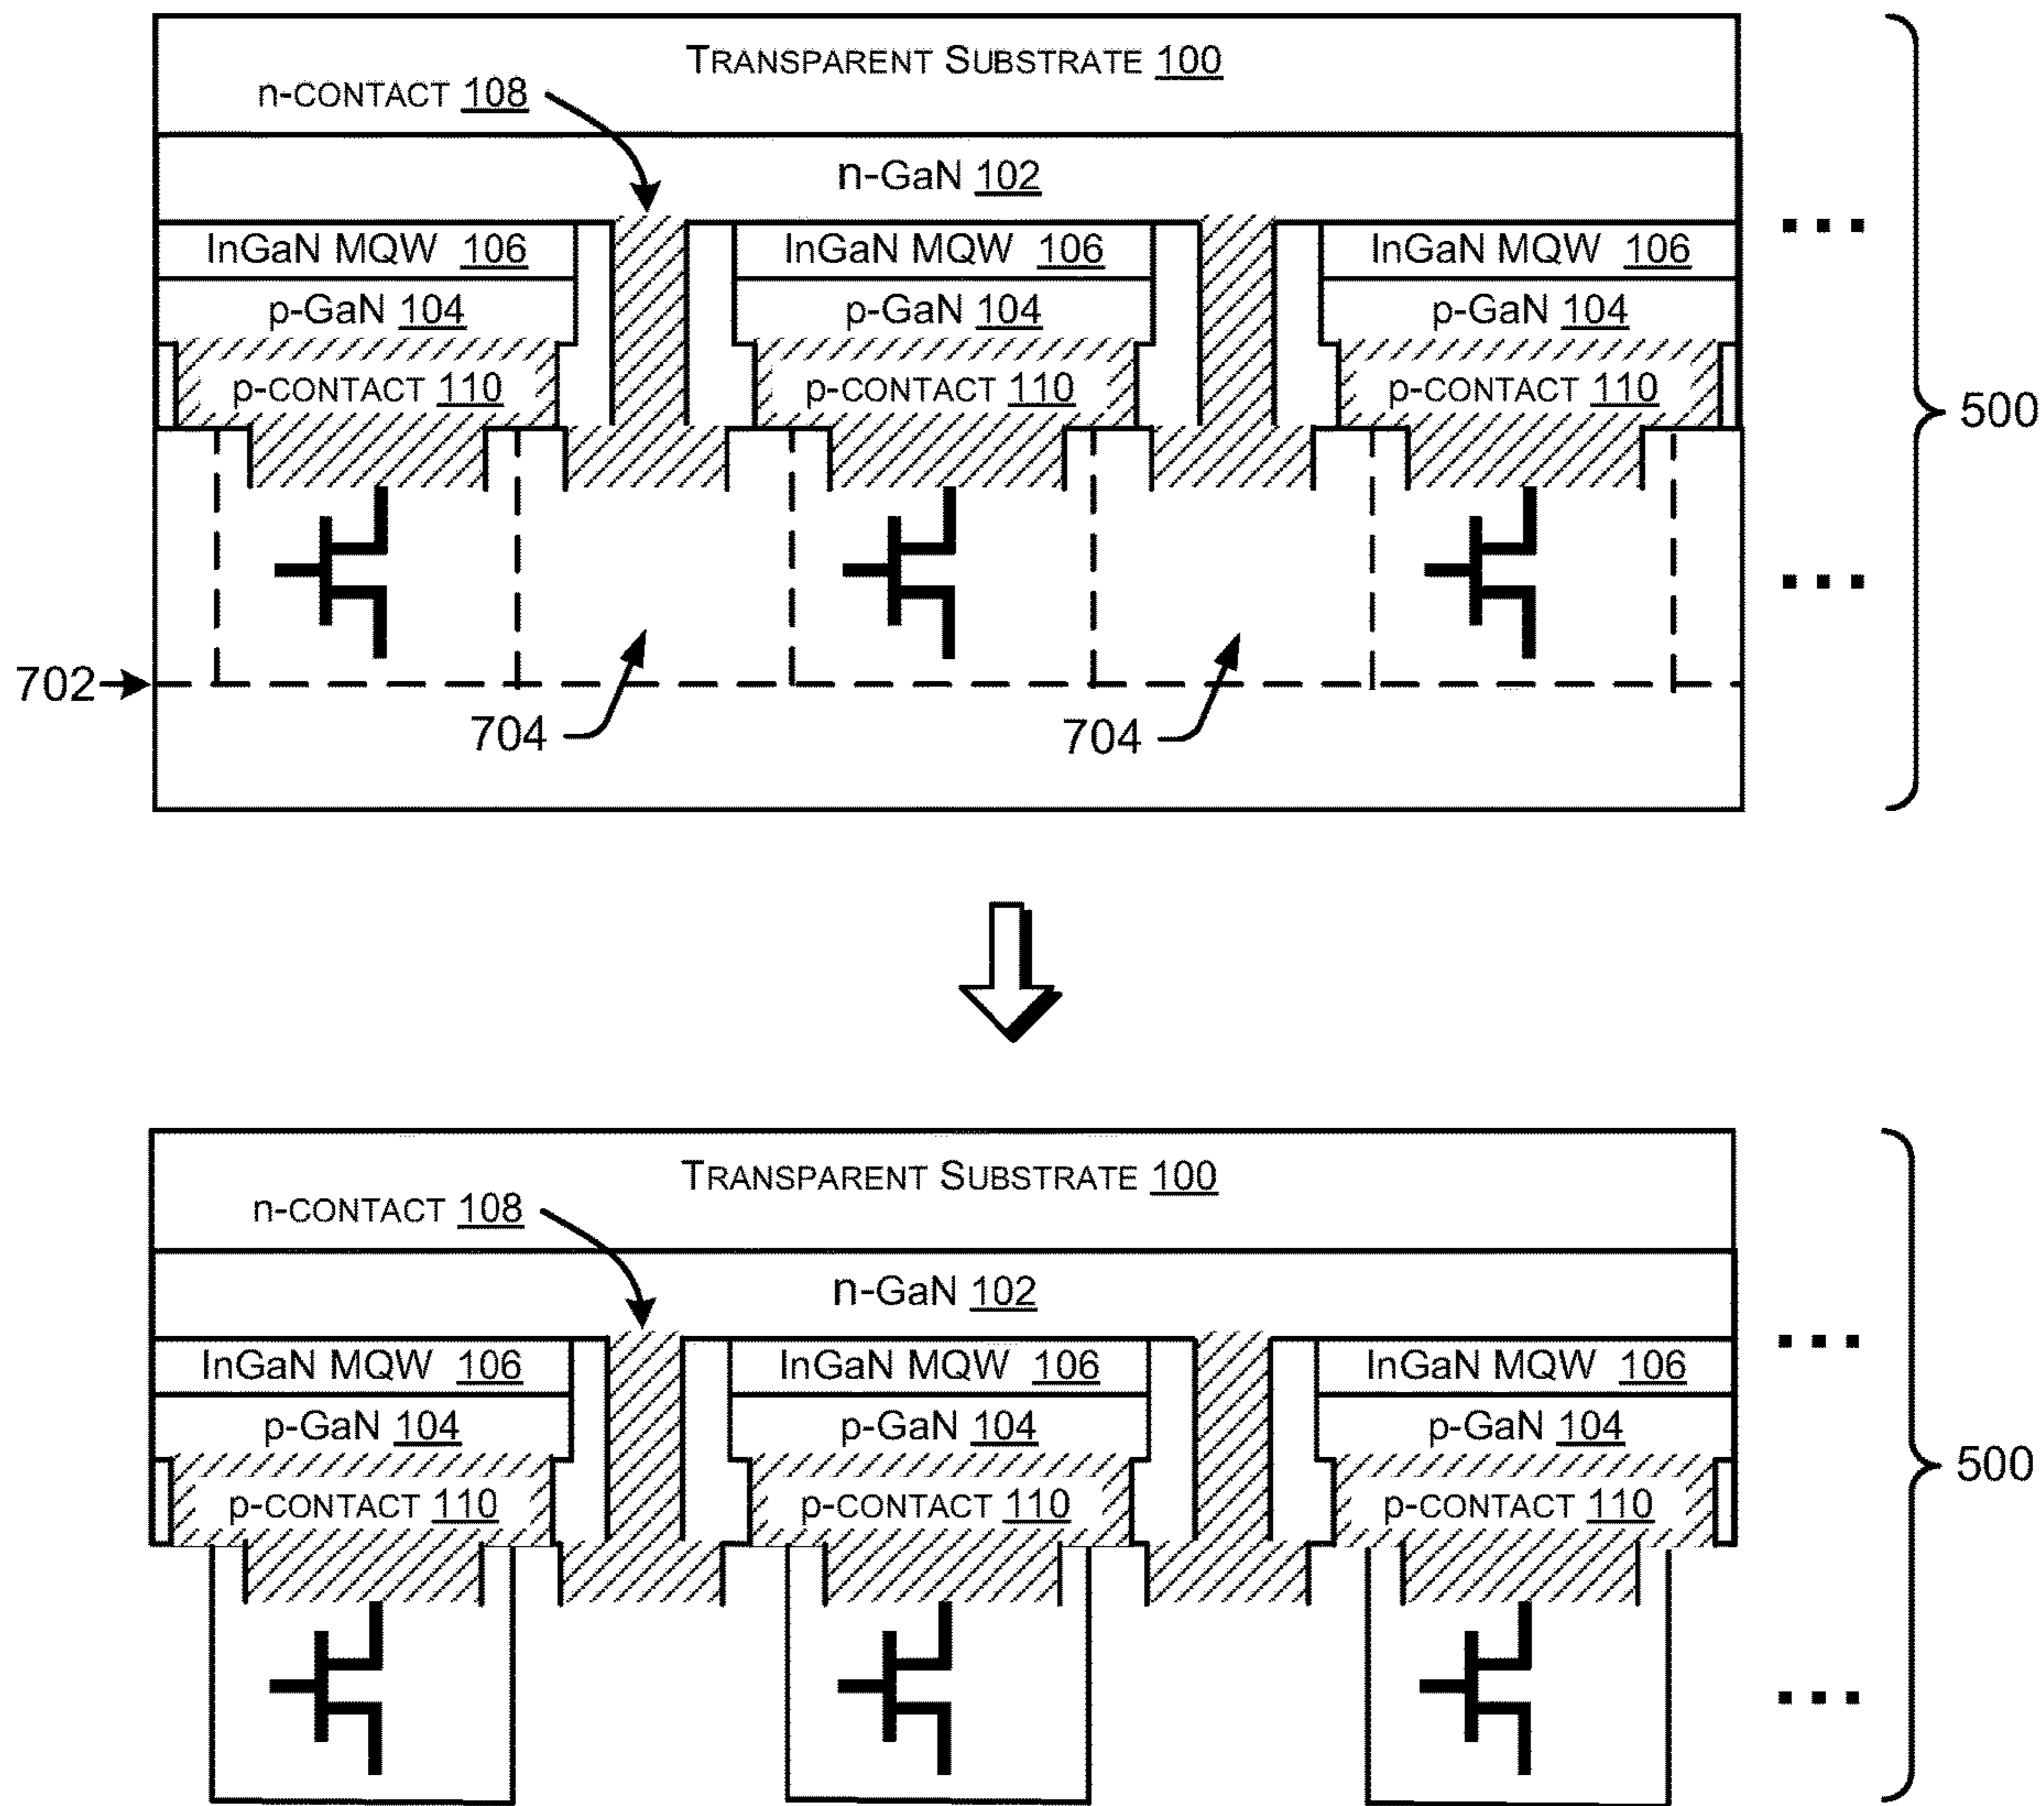 TRANSPARENT SUBSTRATE 100
n-CONTACT 108
n-GaN 102
InGaN MQW 106 InGaN MQW 106 InGaN MQW 106
p-GaN 104 p-GaN 104 p-GaN 104
p-CONTACT 110 p-CONTACT 110 p-CONTACT 110
500
702
704 704
TRANSPARENT SUBSTRATE 100
n-CONTACT 108
n-GaN 102
InGaN MQW 106 InGaN MQW 106 InGaN MQW 106
p-GaN 104 p-GaN 104 p-GaN 104
500
p-CONTACT 110 p-CONTACT 110 p-CONTACT 110